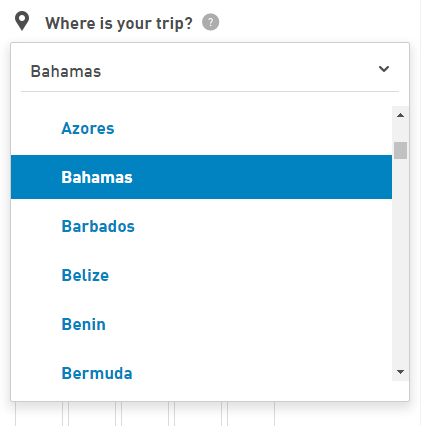 Where is your trip? ?
Bahamas
Azores
Bahamas
Barbados
Belize
Benin
Bermuda